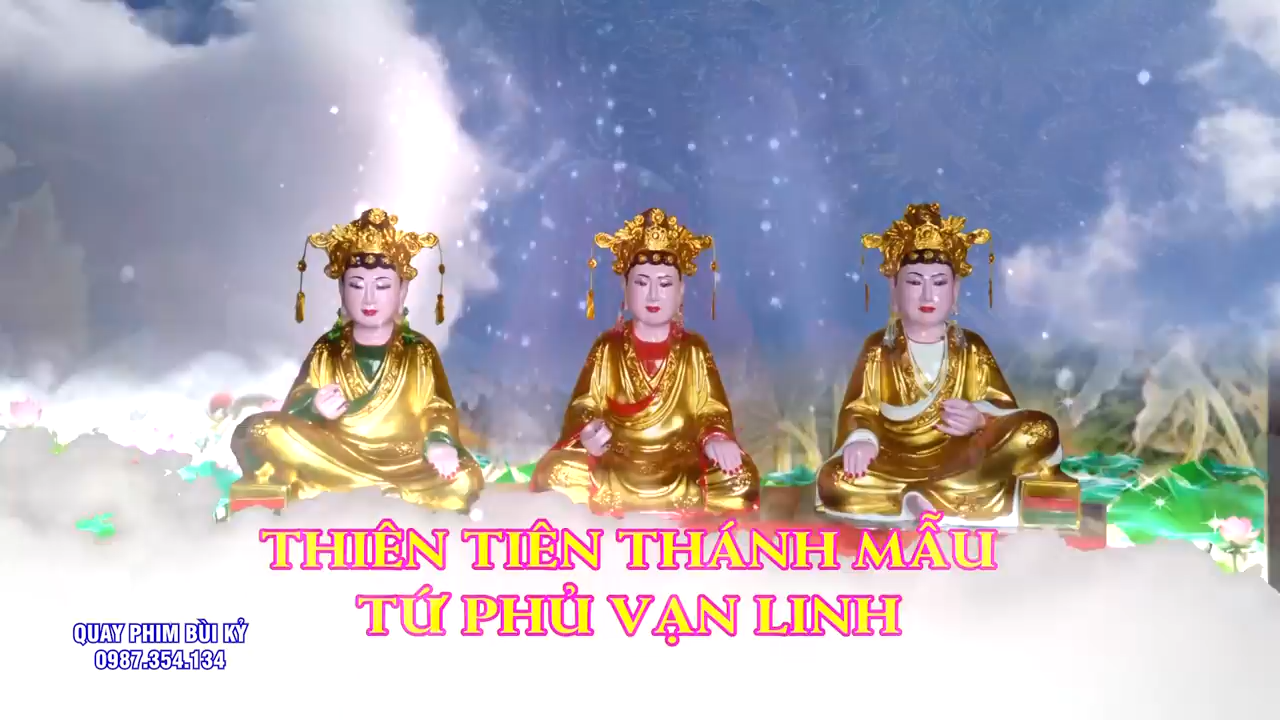 THIÊN TIÊN THÁNH MẪU
TỨ PHỦ VẠN LINH
QUAY PHIM BÙI KỶ
0987.354.134